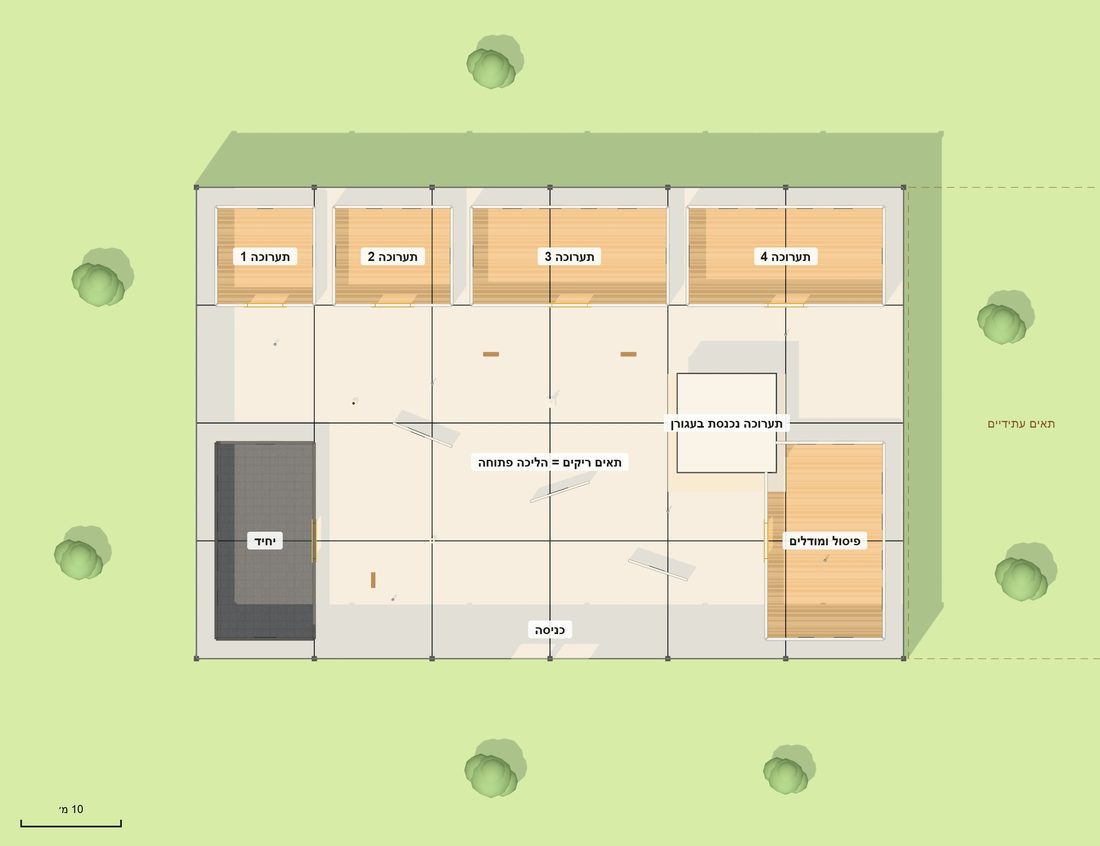 תערוכה 1
תערוכה 2
תערוכה 3
תערוכה 4
תערוכה נכנסת בעגורן
תאים עתידיים
תאים ריקים = הליכה פתוחה
יחיד
פיסול ומודלים
כניסה
10 מ׳